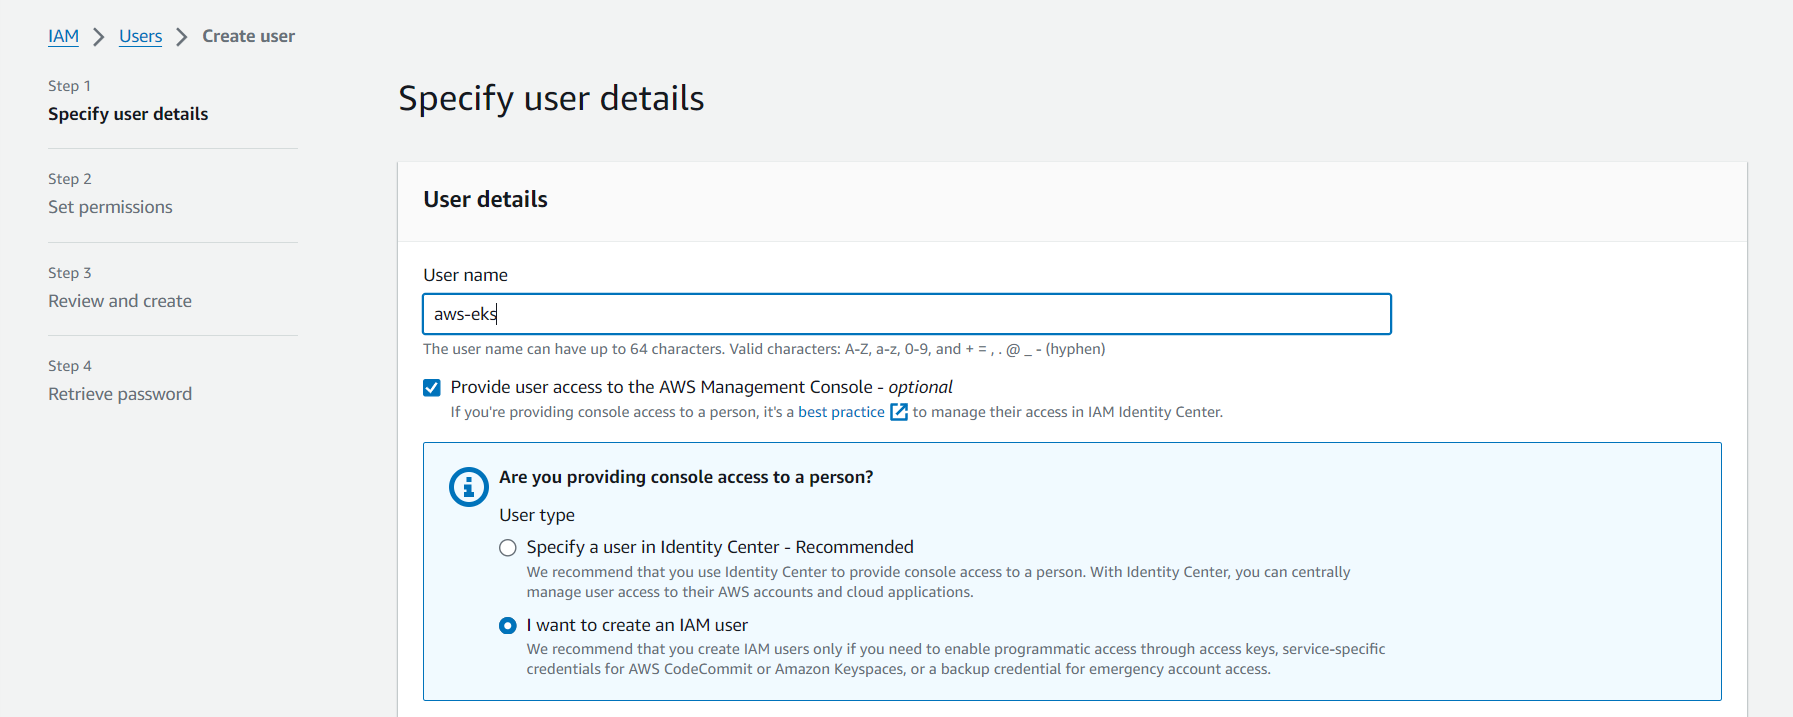 IAM > Users > Create user
Step 1
Specify user details
Step 2
Set permissions
Step 3
Review and create
Step 4
Retrieve password
Specify user details
User details
User name
aws-eks
The user name can have up to 64 characters. Valid characters: A-Z, a-z, 0-9, and + = , . @ _ - (hyphen)
Provide user access to the AWS Management Console - optional
If you're providing console access to a person, it's a best practice to manage their access in IAM Identity Center.
Are you providing console access to a person?
User type
Specify a user in Identity Center - Recommended
We recommend that you use Identity Center to provide console access to a person. With Identity Center, you can centrally
manage user access to their AWS accounts and cloud applications.
I want to create an IAM user
We recommend that you create IAM users only if you need to enable programmatic access through access keys, service-specific
credentials for AWS CodeCommit or Amazon Keyspaces, or a backup credential for emergency account access.